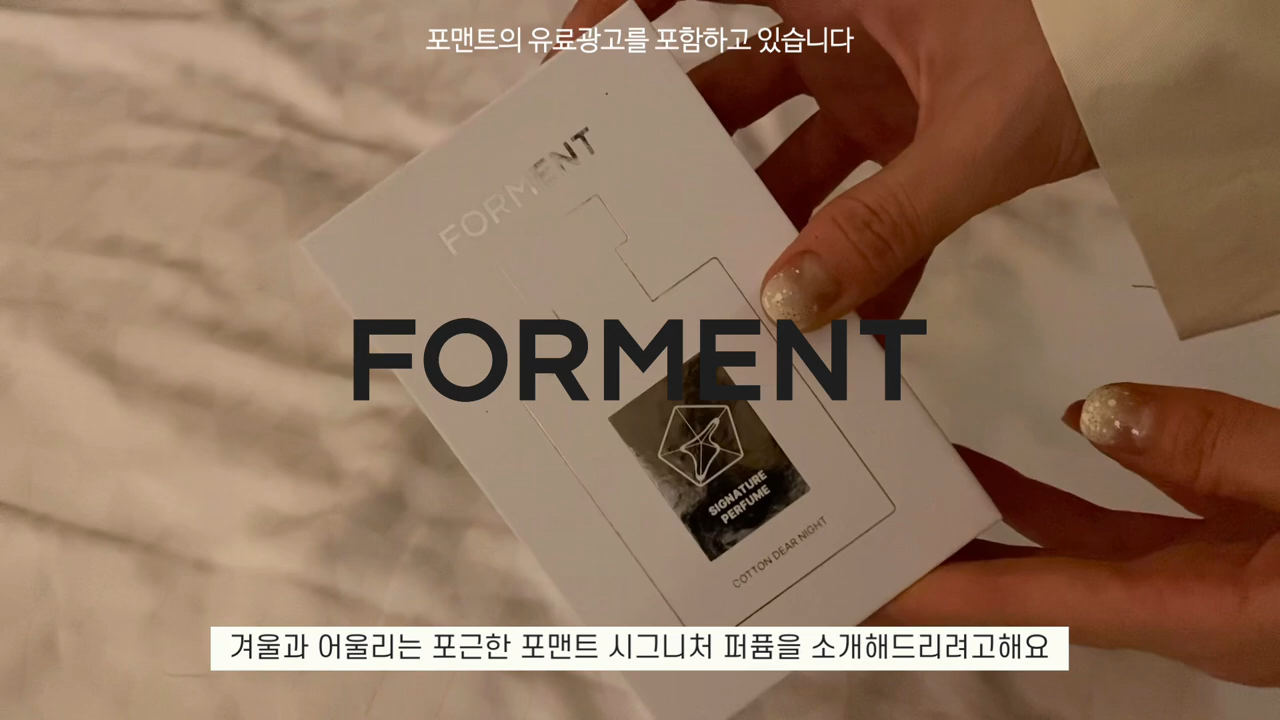 포맨트의 유료광고를 포함하고 있습니다
FORMENT
FORMENT
SIGNATURE
PERFUME
COTTON DEAR NIGHT
겨울과 어울리는 포근한 포맨트 시그니처 퍼퓸을 소개해드리려고해요